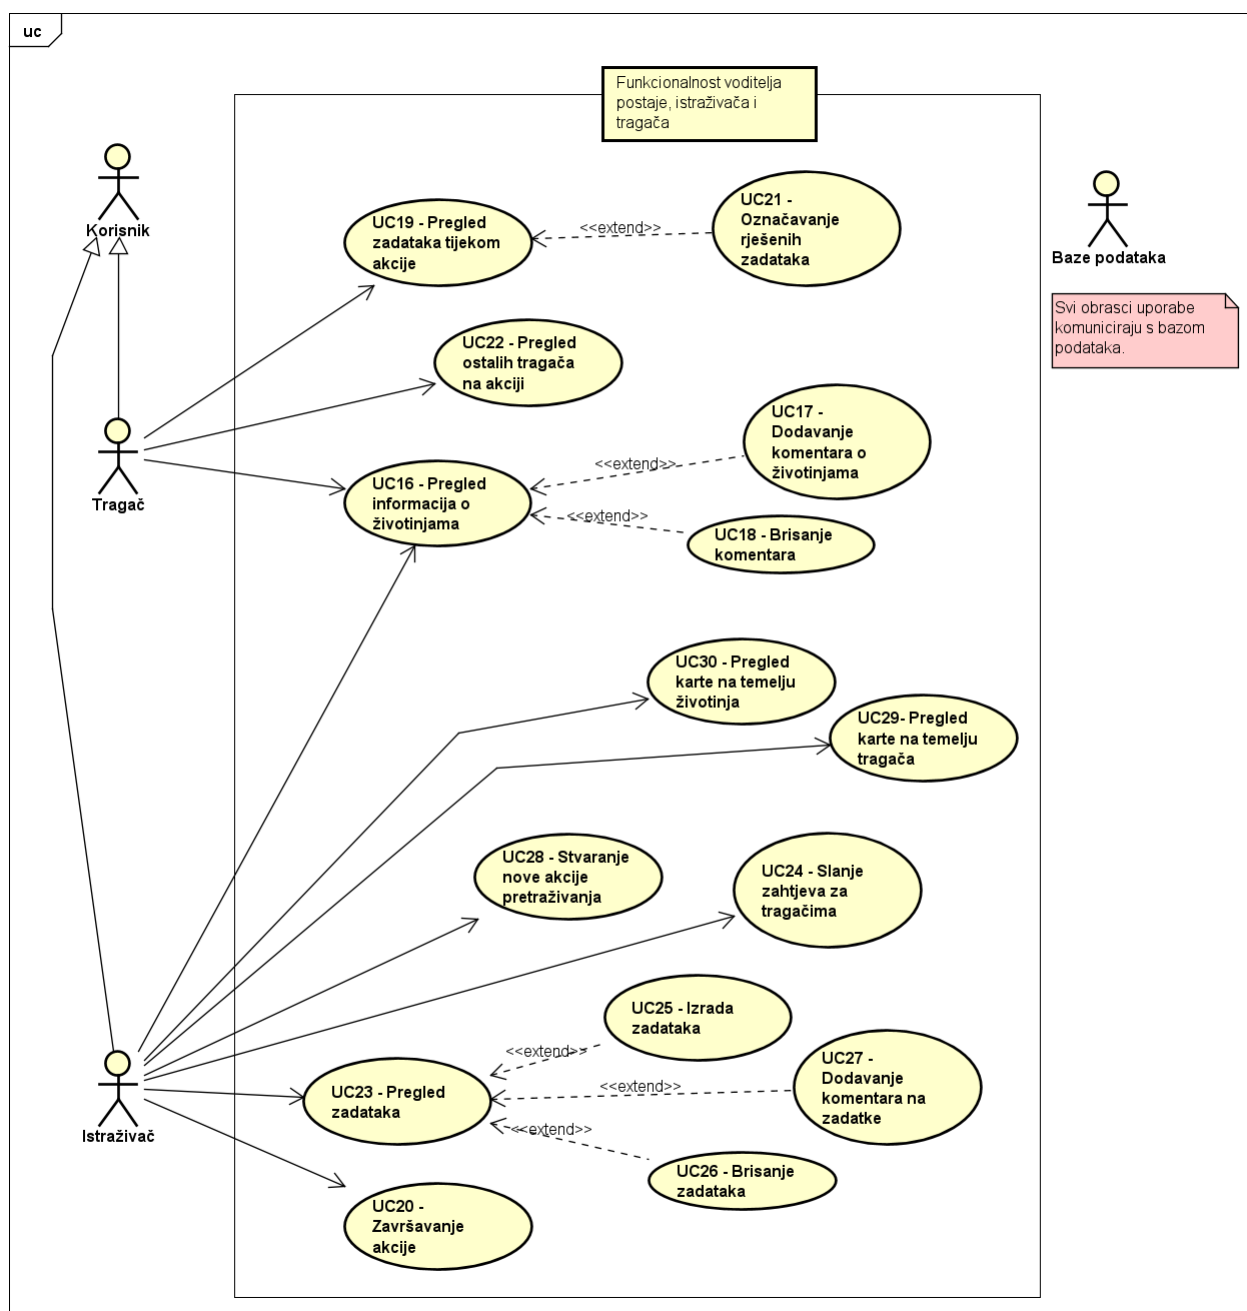 uc
Funkcionalnost voditelja
postaje, istraživača i
tragača
Korisnik
UC19 - Pregled
zadataka tijekom
akcije
<<extend>>
UC21 -
Označavanje
rješenih
zadataka
Baze podataka
Svi obrasci uporabe
komuniciraju s bazom
podataka.
UC22 - Pregled
ostalih tragača
na akciji
Tragač
UC16 - Pregled
informacija o
životinjama
<<extend>>
UC17 -
Dodavanje
komentara o
životinjama
<<extend>>
UC18 - Brisanje
komentara
UC30 - Pregled
karte na temelju
životinja
UC29- Pregled
karte na temelju
tragača
UC28 - Stvaranje
nove akcije
pretraživanja
UC24 - Slanje
zahtjeva za
tragačima
Istraživač
UC23 - Pregled
zadataka
<<extend>>
UC25 - Izrada
zadataka
<<extend>>
UC27 -
Dodavanje
komentara na
zadatke
<<extend>>
UC26 - Brisanje
zadataka
UC20 -
Završavanje
akcije